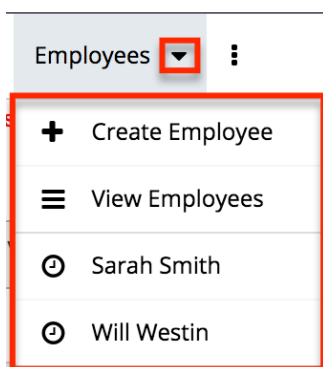 Employees
Create Employee
View Employees
Sarah Smith
Will Westin